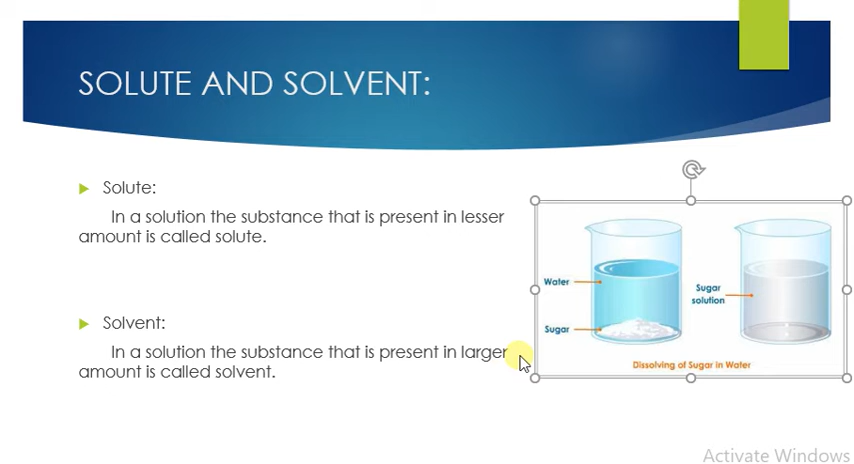 SOLUTE AND SOLVENT:
Solute:
In a solution the substance that is present in lesser
amount is called solute.
Solvent:
In a solution the substance that is present in larger
amount is called solvent.
Water
Sugar
solution
Sugar
Dissolving of Sugar in Water
Activate Windows